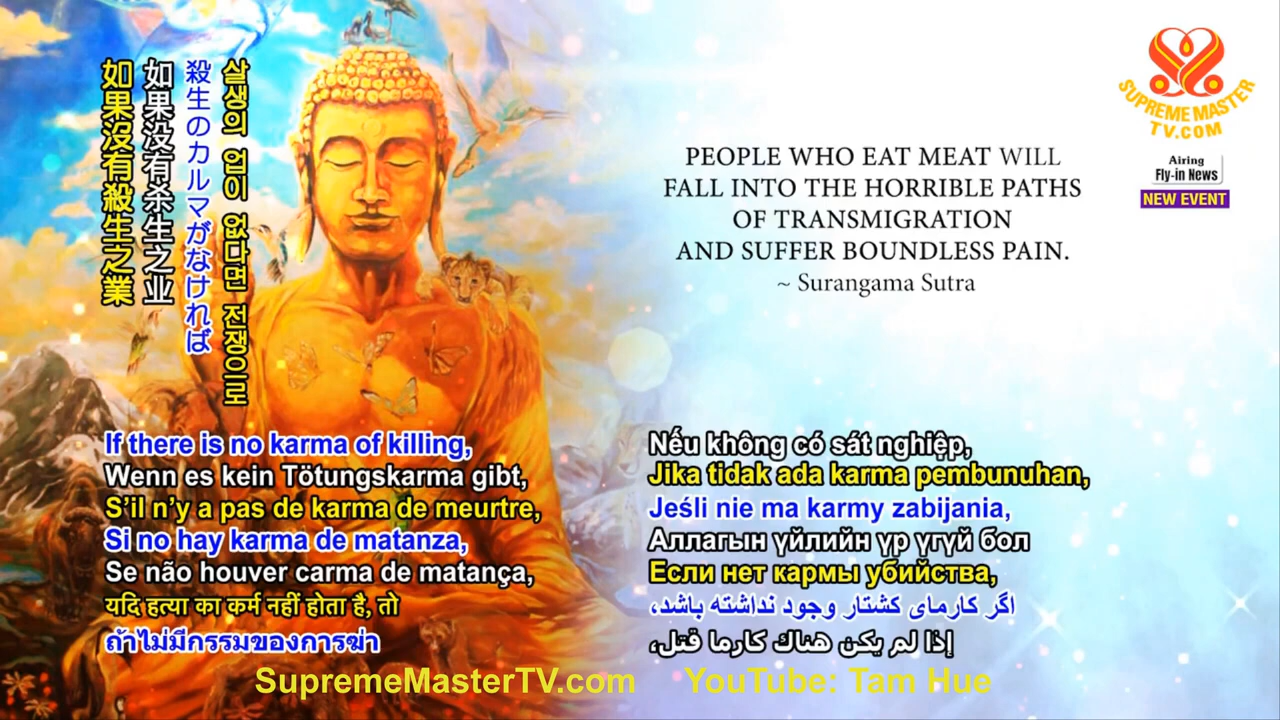 살생의 업이 없다면 전쟁으로
殺生のカルマがなければ
如果没有杀生之业
如果沒有殺生之業
SUPREME MASTER
TV.COM
Airing
Fly-in News
NEW EVENT
PEOPLE WHO EAT MEAT WILL
FALL INTO THE HORRIBLE PATHS
OF TRANSMIGRATION
AND SUFFER BOUNDLESS PAIN.
~ Surangama Sutra
If there is no karma of killing,
Wenn es kein Tötungskarma gibt,
S’il n’y a pas de karma de meurtre,
Si no hay karma de matanza,
Se não houver carma de matança,
यदि हत्या का कर्म नहीं होता है, तो
ถ้าไม่มีกรรมของการฆ่า
Nếu không có sát nghiệp,
Jika tidak ada karma pembunuhan,
Jeśli nie ma karmy zabijania,
Аллагын үйлийн үр үгүй бол
Если нет кармы убийства,
اگر کارمای کشتار وجود نداشته باشد،
إذا لم يكن هناك كارما قتل،
SupremeMasterTV.com YouTube: Tam Hue